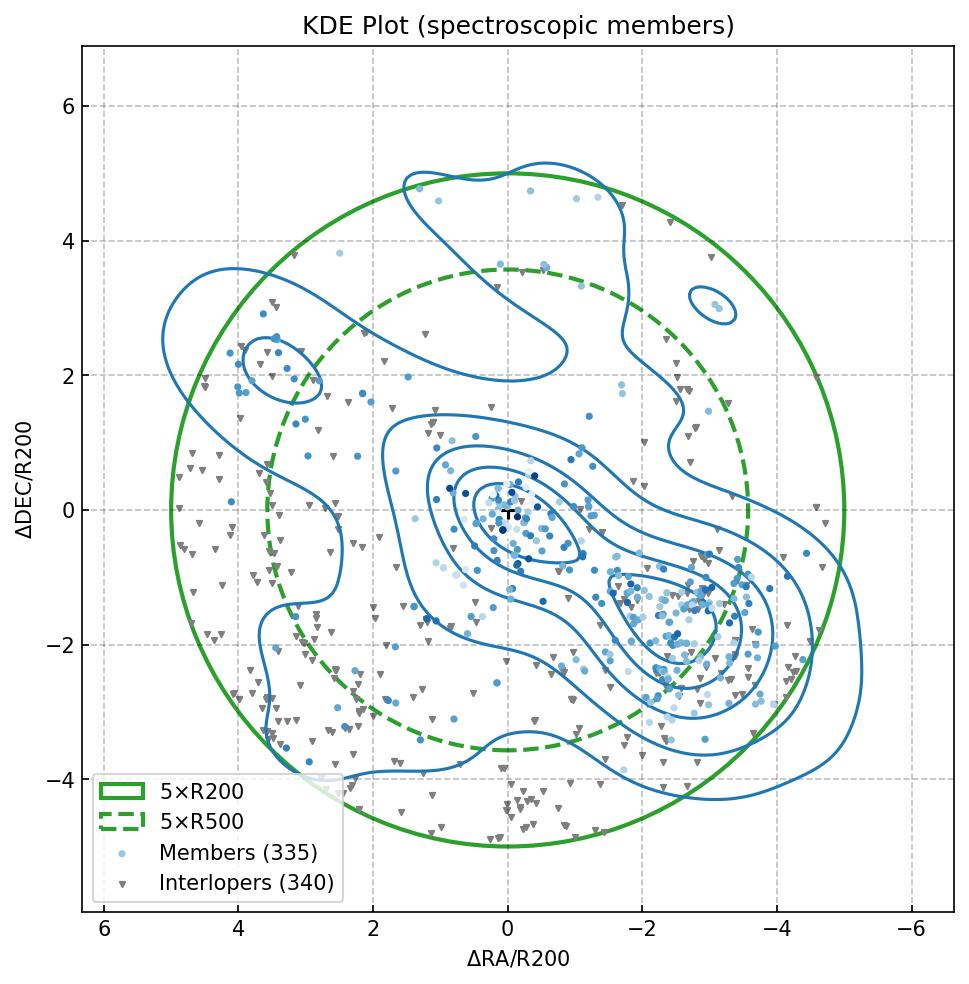 KDE Plot (spectroscopic members)
6
4
2
0
−2
−4
ΔDEC/R200
5×R200
5×R500
Members (335)
Interlopers (340)
6 4 2 0 −2 −4 −6
ΔRA/R200